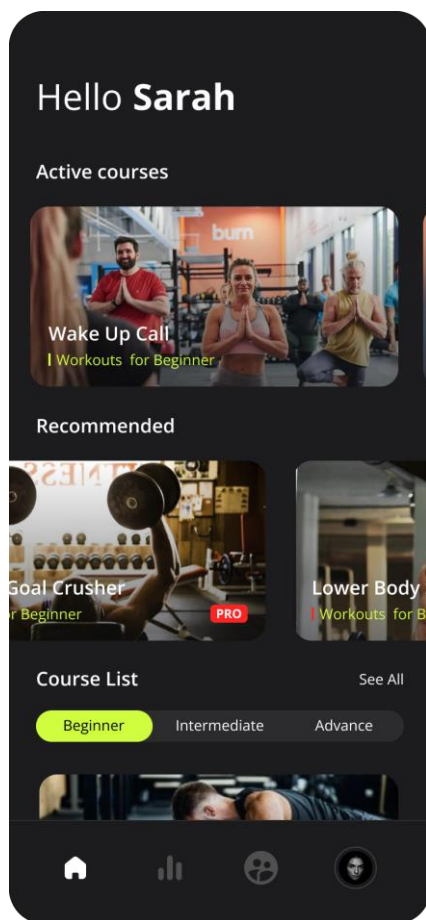 Hello Sarah
Active courses
burn
Wake Up Call
Workouts for Beginner
Recommended
FITNESS
Goal Crusher
r Beginner
PRO
Lower Body
Workouts for B
Course List
See All
Beginner
Intermediate
Advance